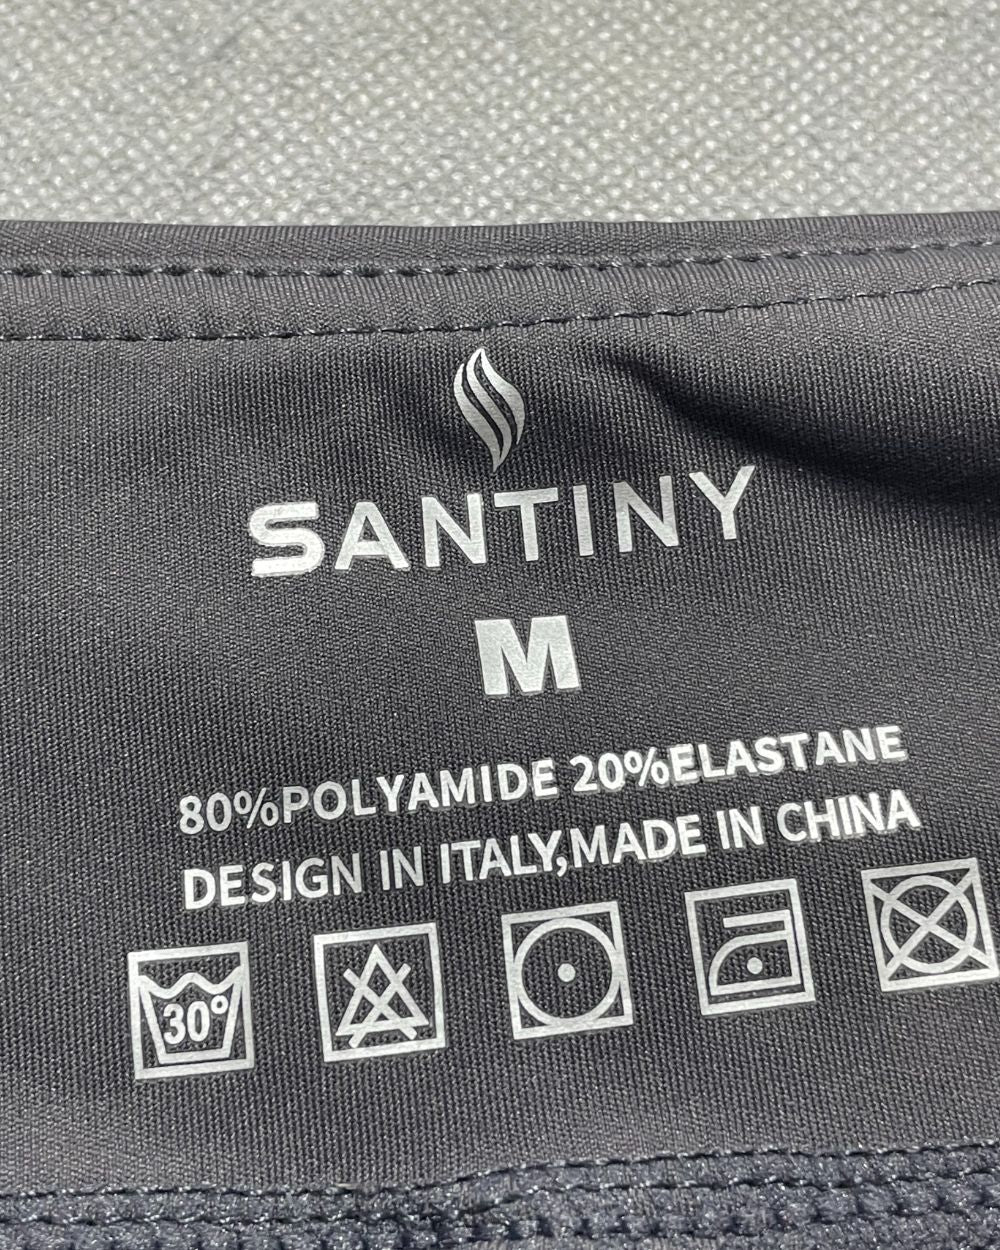 SANTINY
M
80%POLYAMIDE 20%ELASTANE
DESIGN IN ITALY,MADE IN CHINA
30°